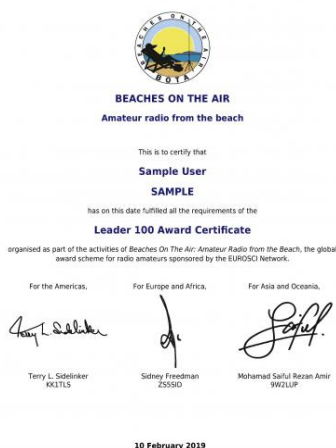 BEACHES ON THE AIR
BOTA
BEACHES ON THE AIR
Amateur radio from the beach
This is to certify that
Sample User
SAMPLE
has on this date fulfilled all the requirements of the
Leader 100 Award Certificate
organised as part of the activities of Beaches On The Air: Amateur Radio from the Beach, the global
award scheme for radio amateurs sponsored by the EUROSCI Network.
For the Americas,
For Europe and Africa,
For Asia and Oceania,
Terry L. Sidelinker
Terry L. Sidelinker
KK1TLS
Sidney Freedman
ZS5SID
Mohamad Saiful Rezan Amir
9W2LUP
10 February 2019